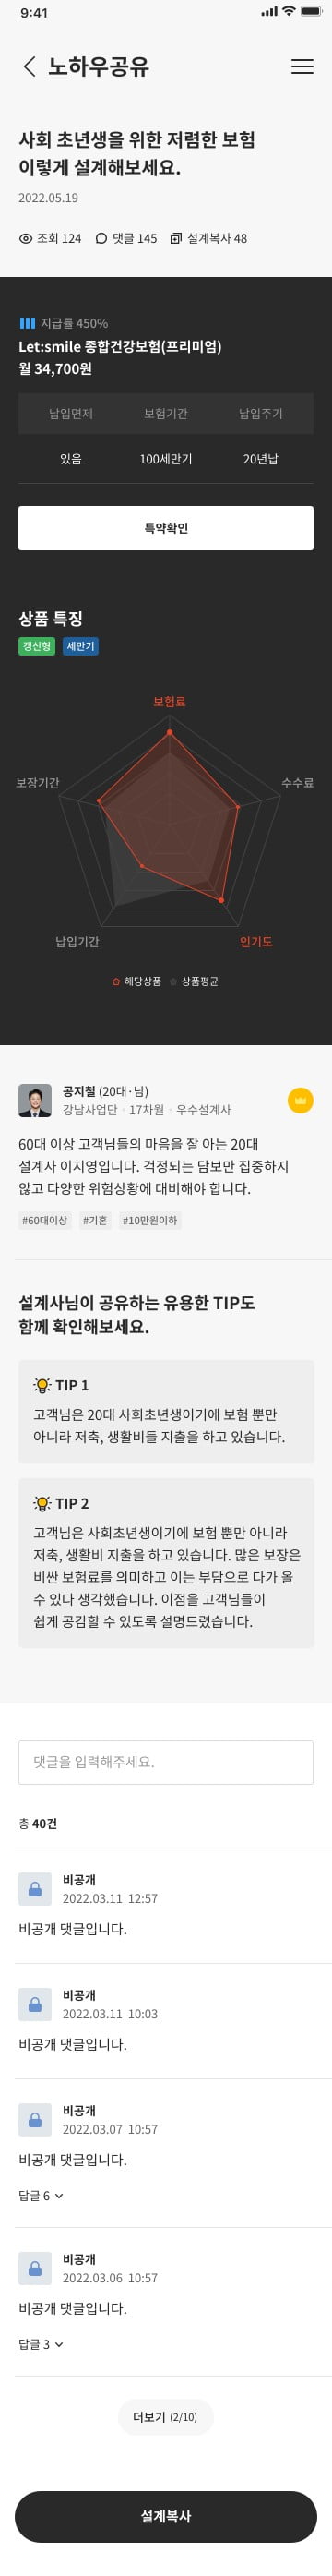 9:41
노하우공유
사회 초년생을 위한 저렴한 보험
이렇게 설계해보세요.
2022.05.19
조회 124 댓글 145 설계복사 48
지급률 450%
Let:smile 종합건강보험(프리미엄)
월 34,700원
납입면제 보험기간 납입주기
있음 100세만기 20년납
특약확인
상품 특징
갱신형 세만기
보험료
보장기간 수수료
납입기간 인기도
해당상품 상품평균
공지철 (20대·남)
강남사업단 · 17차월 · 우수설계사
60대 이상 고객님들의 마음을 잘 아는 20대
설계사 이지영입니다. 걱정되는 담보만 집중하지
않고 다양한 위험상황에 대비해야 합니다.
#60대이상 #기혼 #10만원이하
설계사님이 공유하는 유용한 TIP도
함께 확인해보세요.
TIP 1
고객님은 20대 사회초년생이기에 보험 뿐만
아니라 저축, 생활비들 지출을 하고 있습니다.
TIP 2
고객님은 사회초년생이기에 보험 뿐만 아니라
저축, 생활비 지출을 하고 있습니다. 많은 보장은
비싼 보험료를 의미하고 이는 부담으로 다가 올
수 있다 생각했습니다. 이점을 고객님들이
쉽게 공감할 수 있도록 설명드렸습니다.
댓글을 입력해주세요.
총 40건
비공개
2022.03.11 12:57
비공개 댓글입니다.
비공개
2022.03.11 10:03
비공개 댓글입니다.
비공개
2022.03.07 10:57
비공개 댓글입니다.
답글 6
비공개
2022.03.06 10:57
비공개 댓글입니다.
답글 3
더보기 (2/10)
설계복사